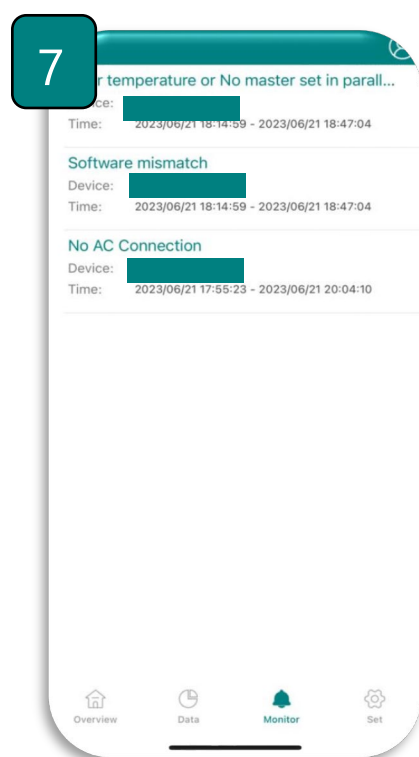 7
r temperature or No master set in parall...
ce:
Time: 2023/06/21 18:14:59 - 2023/06/21 18:47:04
Software mismatch
Device:
Time: 2023/06/21 18:14:59 - 2023/06/21 18:47:04
No AC Connection
Device:
Time: 2023/06/21 17:55:23 - 2023/06/21 20:04:10
Overview Data Monitor Set